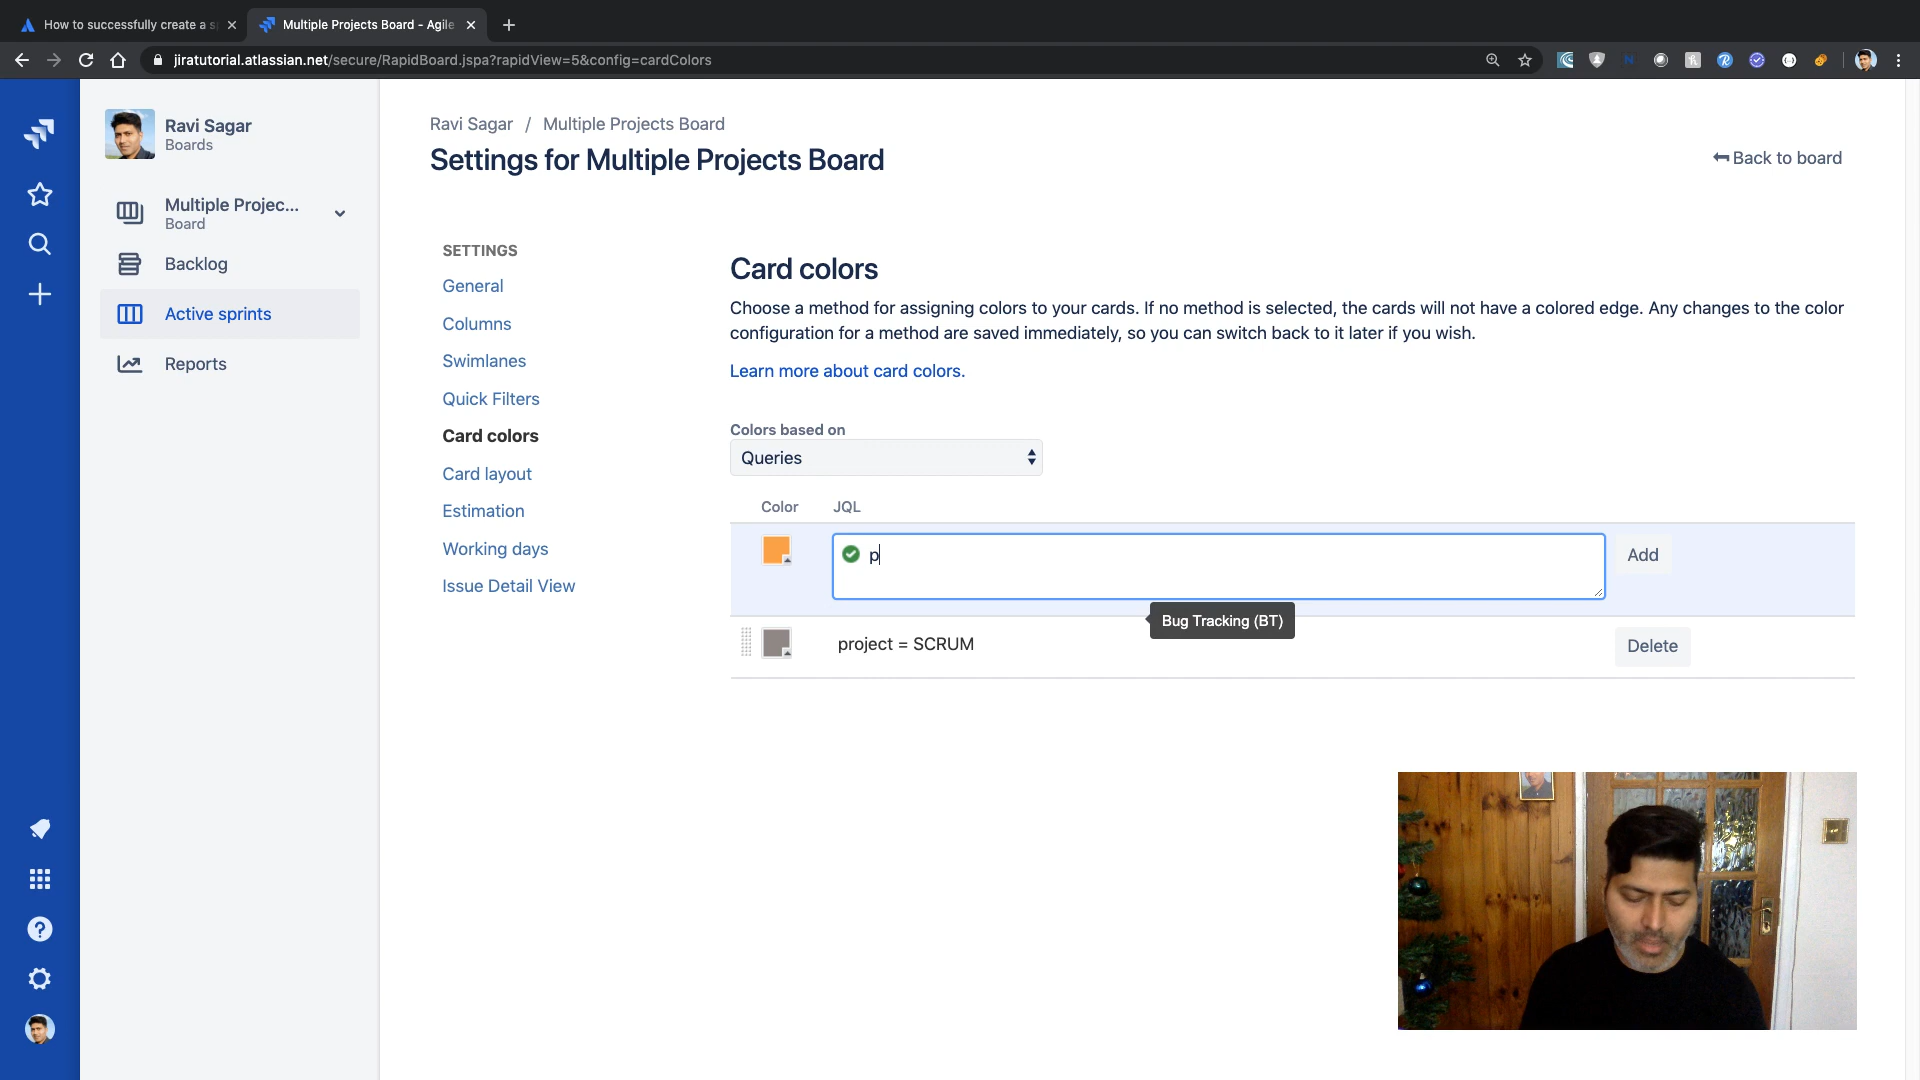 How to successfully create a s
Multiple Projects Board - Agile
jiratutorial.atlassian.net/secure/RapidBoard.jspa?rapidView=5&config=cardColors
Ravi Sagar
Boards
Multiple Projec...
Board
Backlog
Active sprints
Reports
Ravi Sagar / Multiple Projects Board
Settings for Multiple Projects Board
Back to board
SETTINGS
General
Columns
Swimlanes
Quick Filters
Card colors
Card layout
Estimation
Working days
Issue Detail View
Card colors
Choose a method for assigning colors to your cards. If no method is selected, the cards will not have a colored edge. Any changes to the color
configuration for a method are saved immediately, so you can switch back to it later if you wish.
Learn more about card colors.
Colors based on
Queries
Color JQL
p
Add
Bug Tracking (BT)
project = SCRUM
Delete